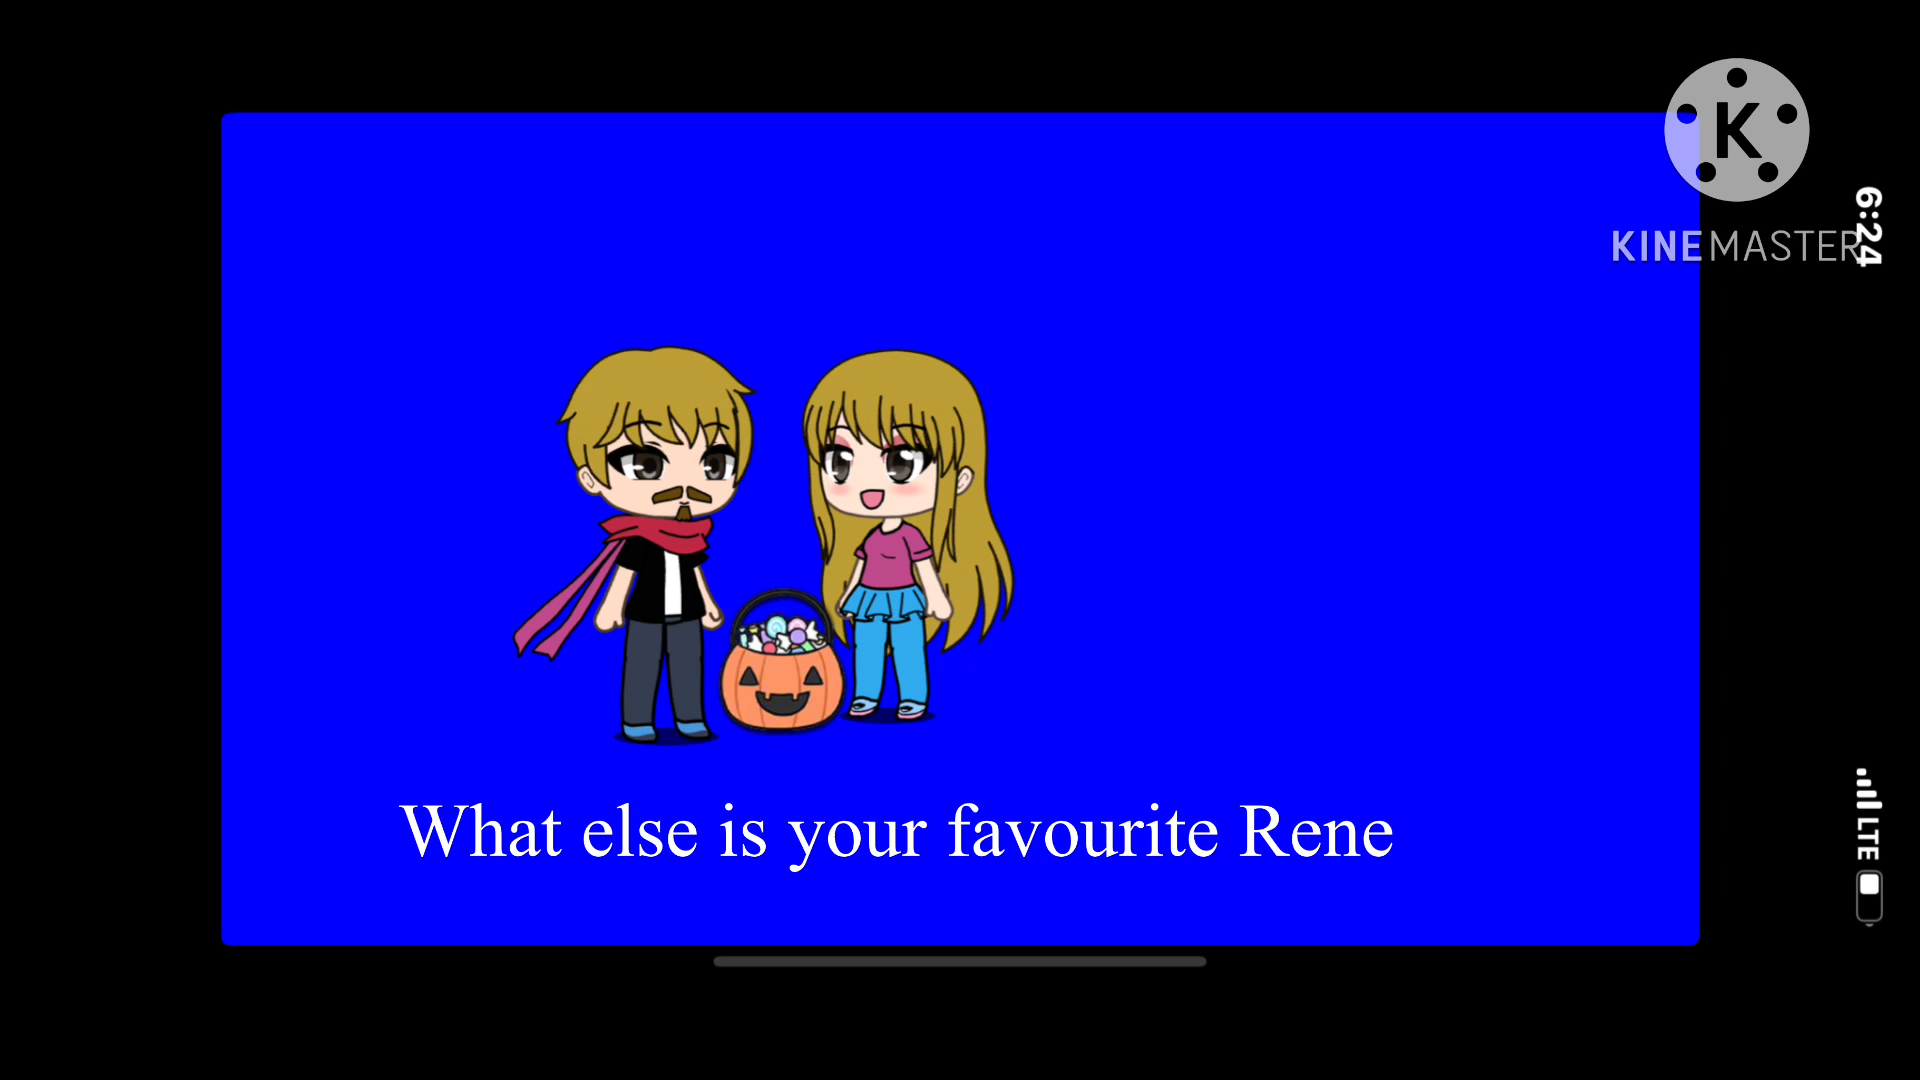 K
KINEMASTER
6:24
LTE
What else is your favourite Rene